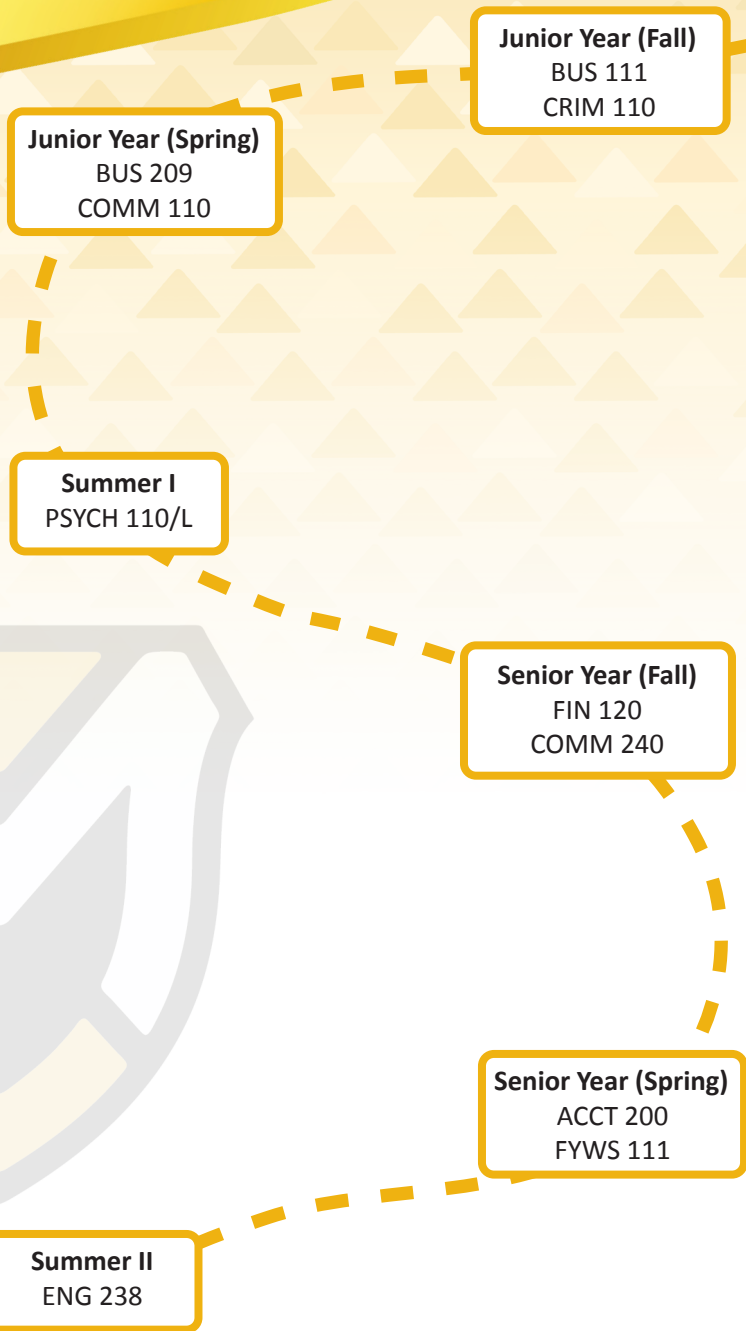 Junior Year (Fall)
BUS 111
CRIM 110
Junior Year (Spring)
BUS 209
COMM 110
Summer I
PSYCH 110/L
Senior Year (Fall)
FIN 120
COMM 240
Senior Year (Spring)
ACCT 200
FYWS 111
Summer II
ENG 238